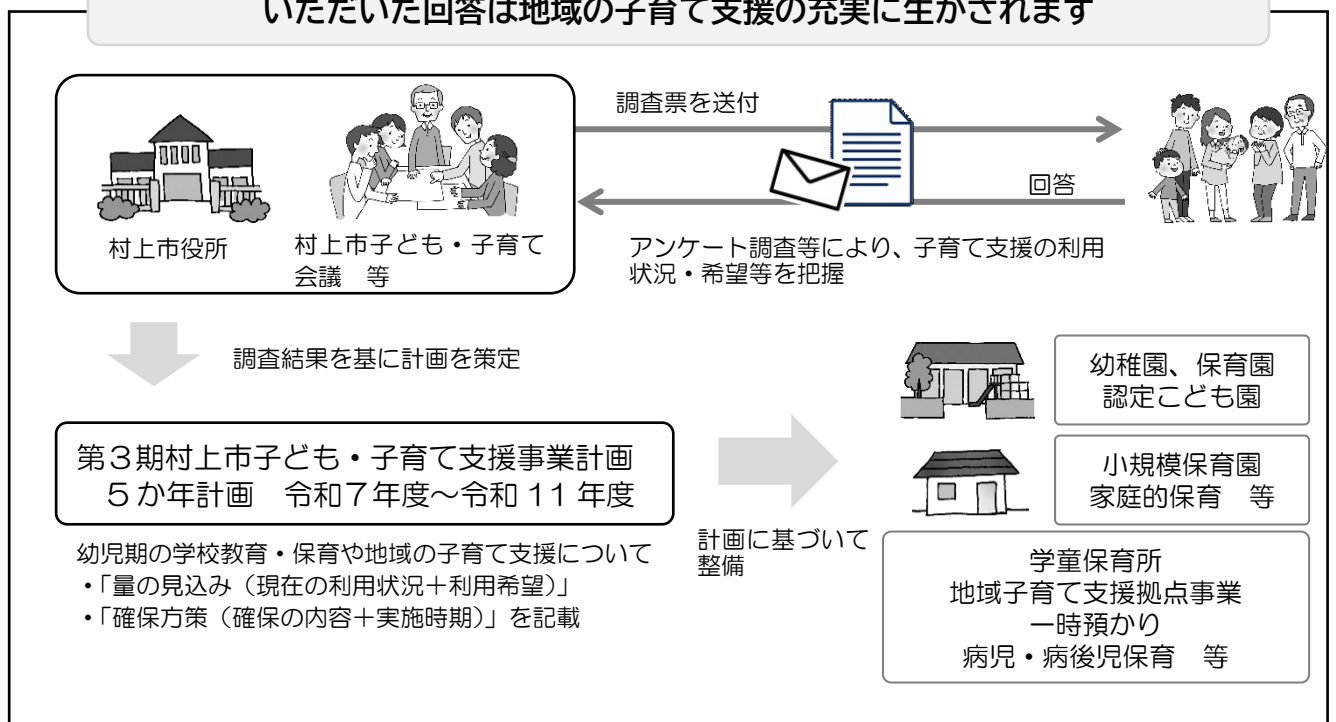 いただいた回答は地域の子育て支援の充実に生かされます
調査票を送付
回答
村上市役所
村上市子ども・子育て
会議　等
アンケート調査等により、子育て支援の利用
状況・希望等を把握
調査結果を基に計画を策定
第３期村上市子ども・子育て支援事業計画
５か年計画　令和７年度～令和 11 年度
幼児期の学校教育・保育や地域の子育て支援について
・「量の見込み（現在の利用状況＋利用希望）」
・「確保方策（確保の内容＋実施時期）」を記載
計画に基づいて
整備
幼稚園、保育園
認定こども園
小規模保育園
家庭的保育　等
学童保育所
地域子育て支援拠点事業
一時預かり
病児・病後児保育　等